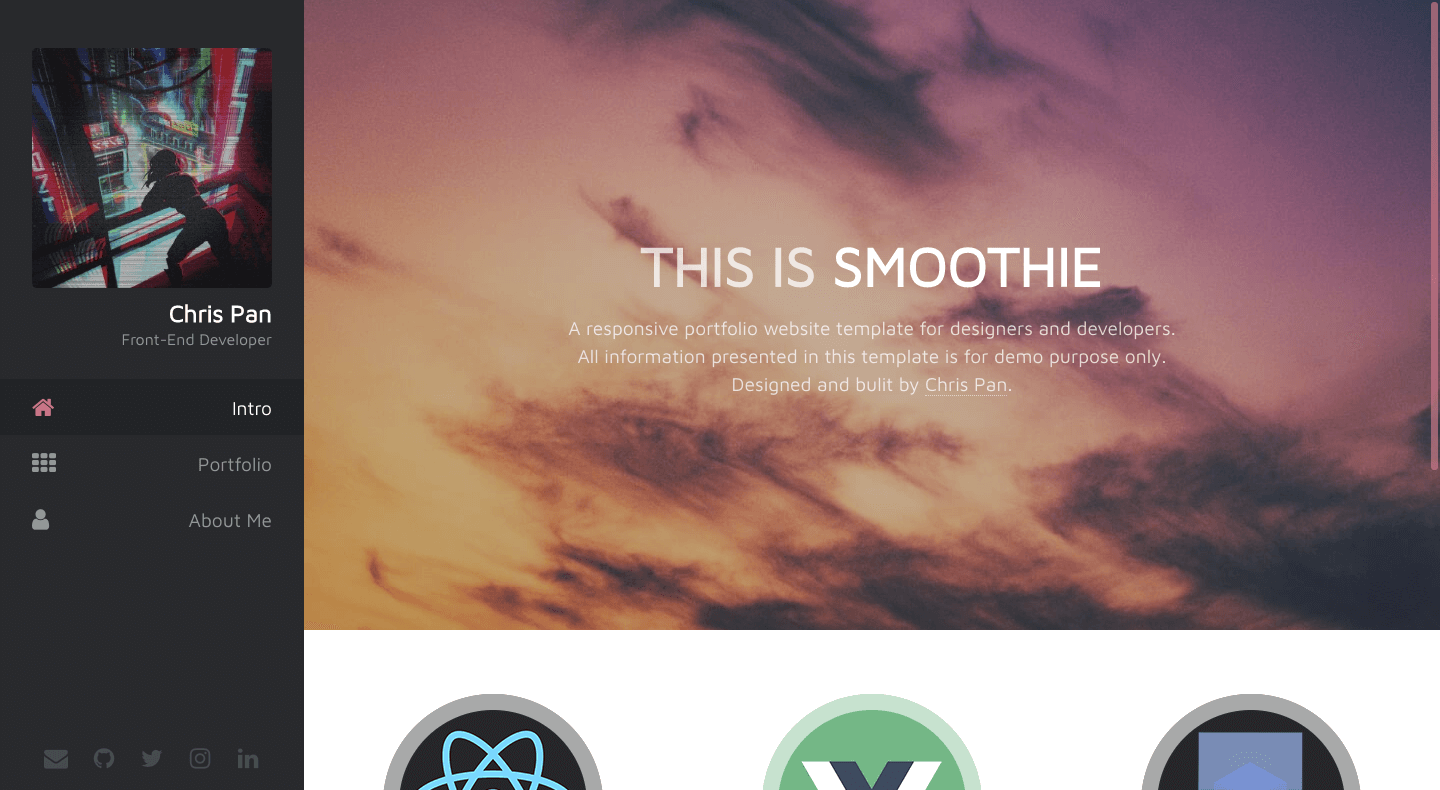 Chris Pan
Front-End Developer
Intro
Portfolio
About Me
THIS IS SMOOTHIE
A responsive portfolio website template for designers and developers.
All information presented in this template is for demo purpose only.
Designed and bulit by Chris Pan.